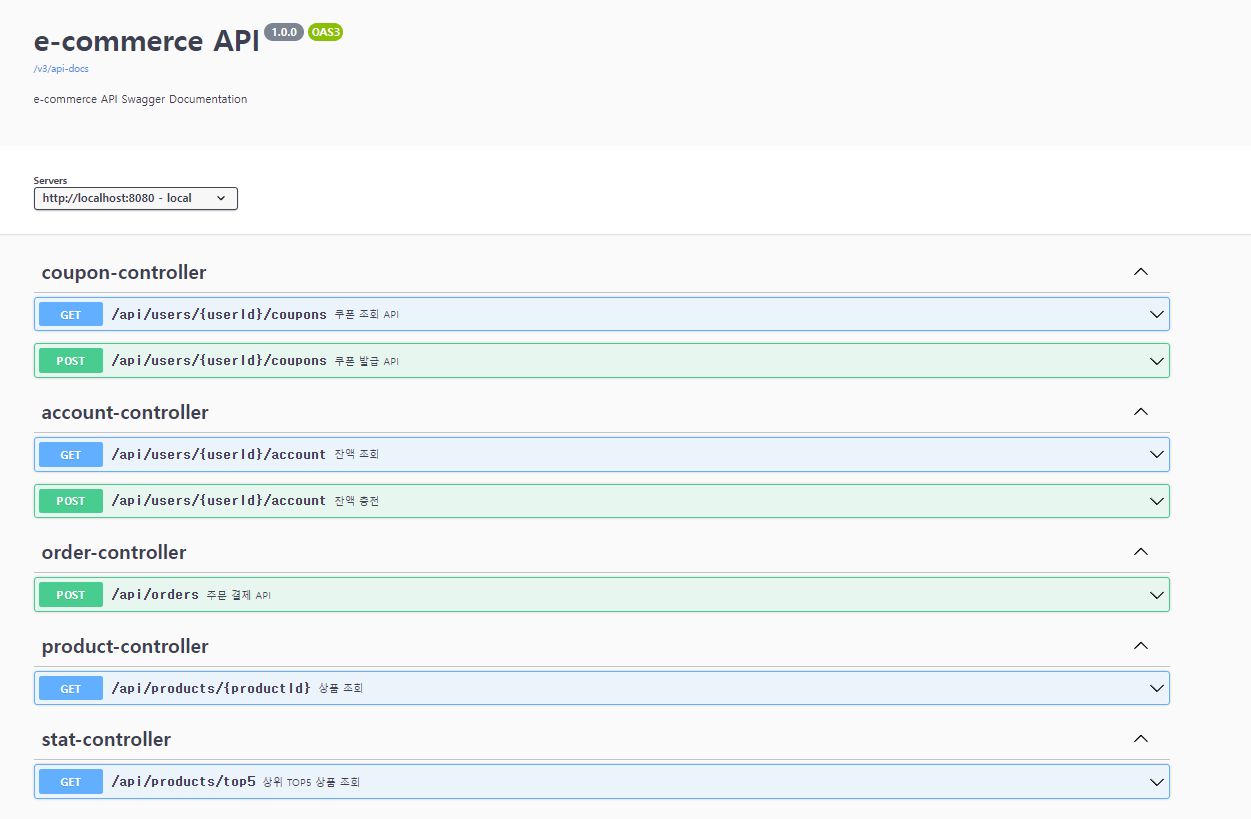 e-commerce API 1.0.0 OAS3
/v3/api-docs
e-commerce API Swagger Documentation
Servers
http://localhost:8080 - local
coupon-controller
GET /api/users/{userId}/coupons 쿠폰 조회 API
POST /api/users/{userId}/coupons 쿠폰 발급 API
account-controller
GET /api/users/{userId}/account 잔액 조회
POST /api/users/{userId}/account 잔액 충전
order-controller
POST /api/orders 주문 결제 API
product-controller
GET /api/products/{productId} 상품 조회
stat-controller
GET /api/products/top5 상위 TOP5 상품 조회